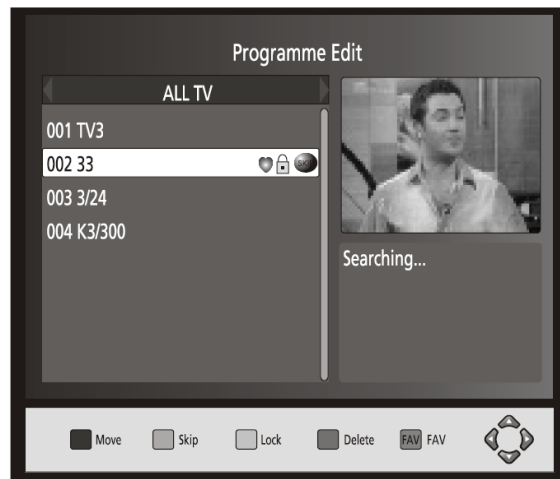 Programme Edit
ALL TV
001 TV3
002 33
003 3/24
004 K3/300
Searching...
Move Skip Lock Delete FAV FAV